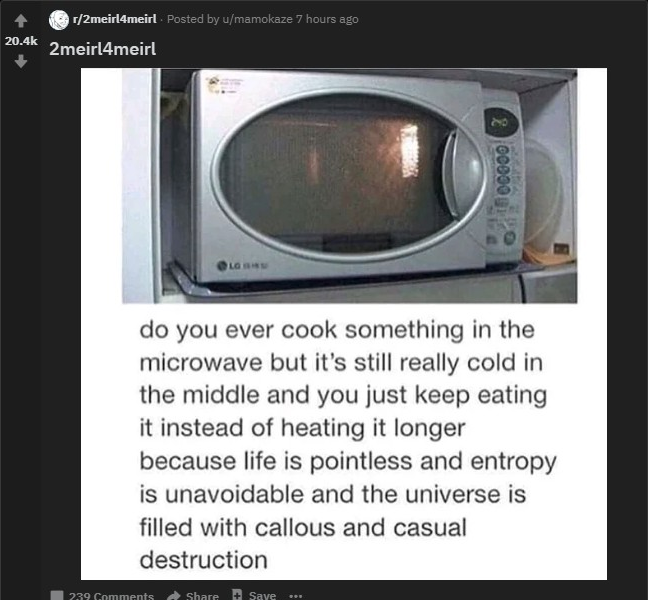 r/2meirl4meirl · Posted by u/mamokaze 7 hours ago
20.4k
2meirl4meirl
LG
do you ever cook something in the
microwave but it's still really cold in
the middle and you just keep eating
it instead of heating it longer
because life is pointless and entropy
is unavoidable and the universe is
filled with callous and casual
destruction
239 Comments Share Save